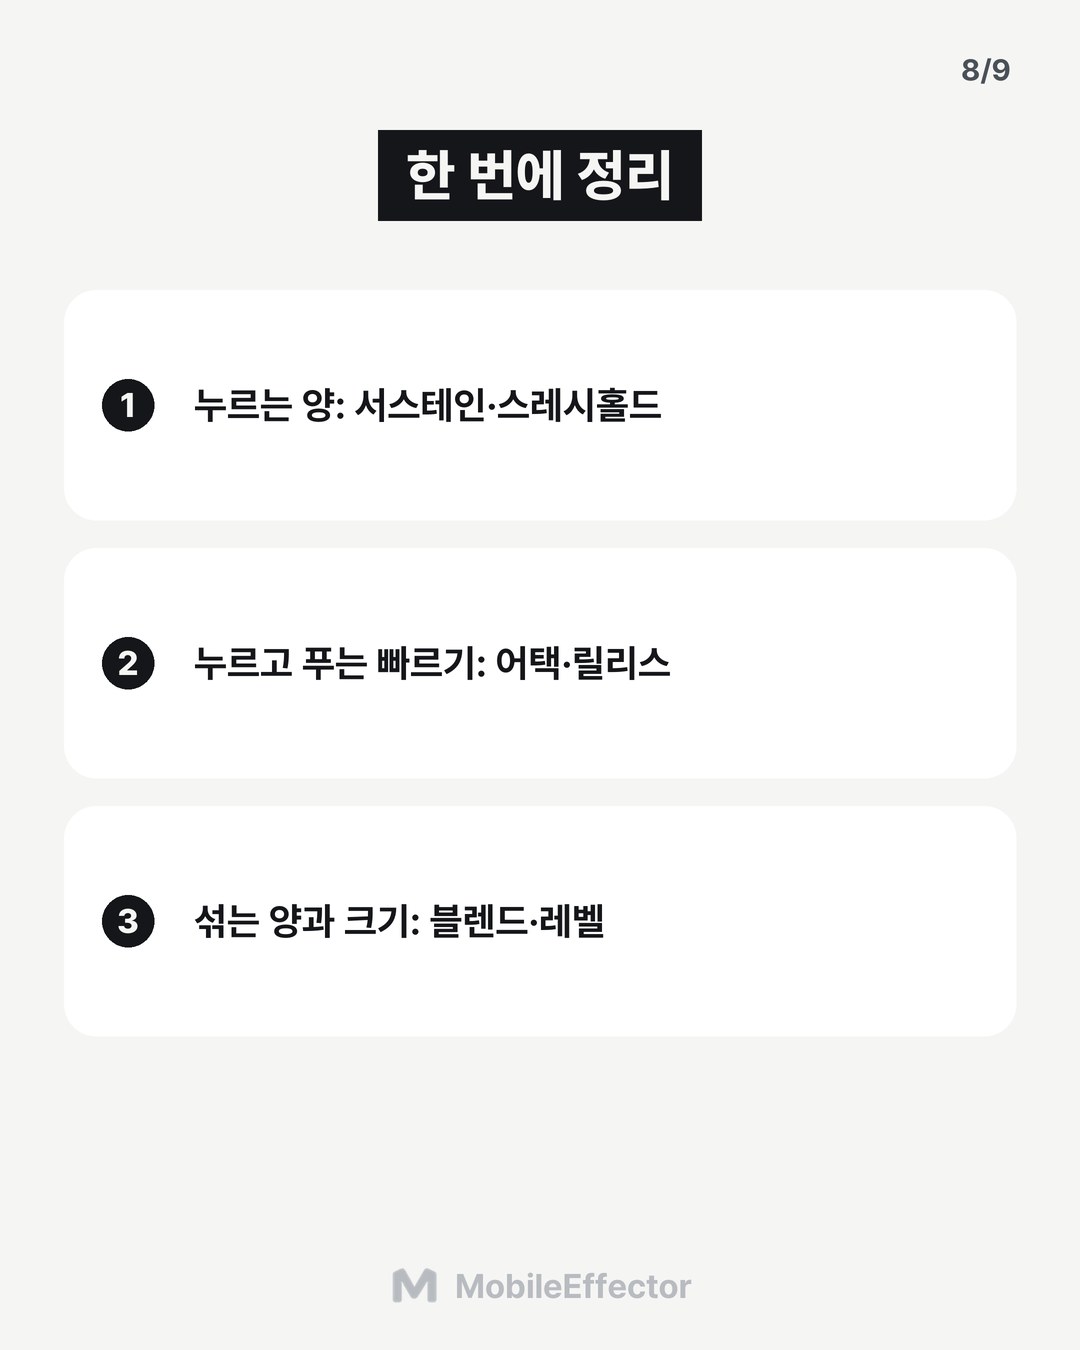 8/9
한 번에 정리
1 누르는 양: 서스테인·스레시홀드
2 누르고 푸는 빠르기: 어택·릴리스
3 섞는 양과 크기: 블렌드·레벨
MobileEffector